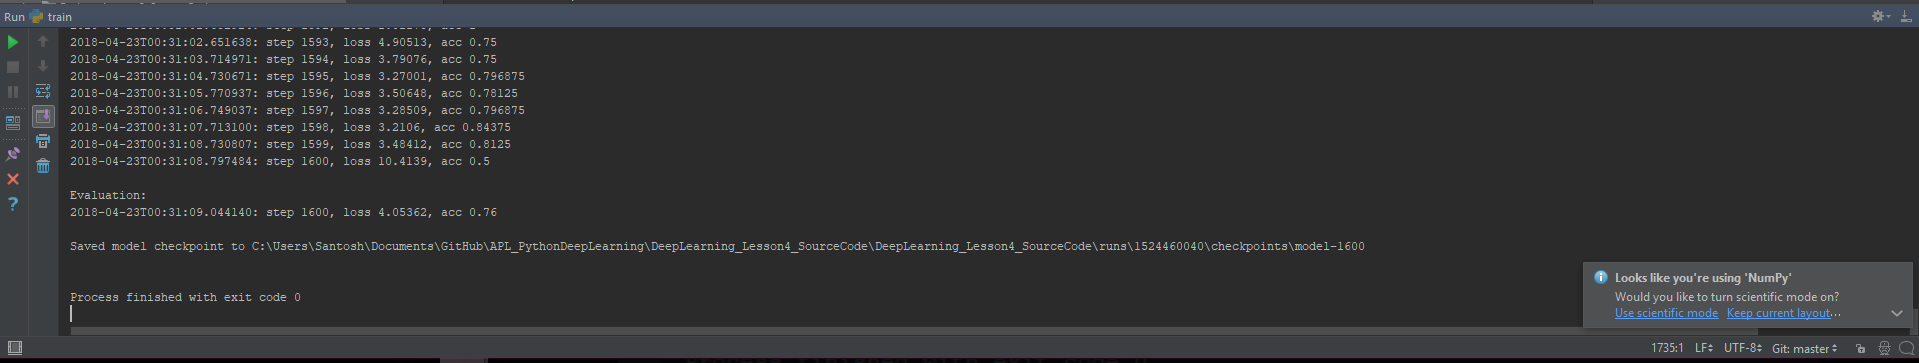 Run train
2018-04-23T00:31:02.651638: step 1593, loss 4.90513, acc 0.75
2018-04-23T00:31:03.714971: step 1594, loss 3.79076, acc 0.75
2018-04-23T00:31:04.730671: step 1595, loss 3.27001, acc 0.796875
2018-04-23T00:31:05.770937: step 1596, loss 3.50648, acc 0.78125
2018-04-23T00:31:06.749037: step 1597, loss 3.28509, acc 0.796875
2018-04-23T00:31:07.713100: step 1598, loss 3.2106, acc 0.84375
2018-04-23T00:31:08.730807: step 1599, loss 3.48412, acc 0.8125
2018-04-23T00:31:08.797484: step 1600, loss 10.4139, acc 0.5
Evaluation:
2018-04-23T00:31:09.044140: step 1600, loss 4.05362, acc 0.76
Saved model checkpoint to C:\Users\Santosh\Documents\GitHub\APL_PythonDeepLearning\DeepLearning_Lesson4_SourceCode\DeepLearning_Lesson4_SourceCode\runs\1524460040\checkpoints\model-1600
Process finished with exit code 0
Looks like you're using 'NumPy'
Would you like to turn scientific mode on?
Use scientific mode Keep current layout...
1735:1 LF UTF-8 Git: master